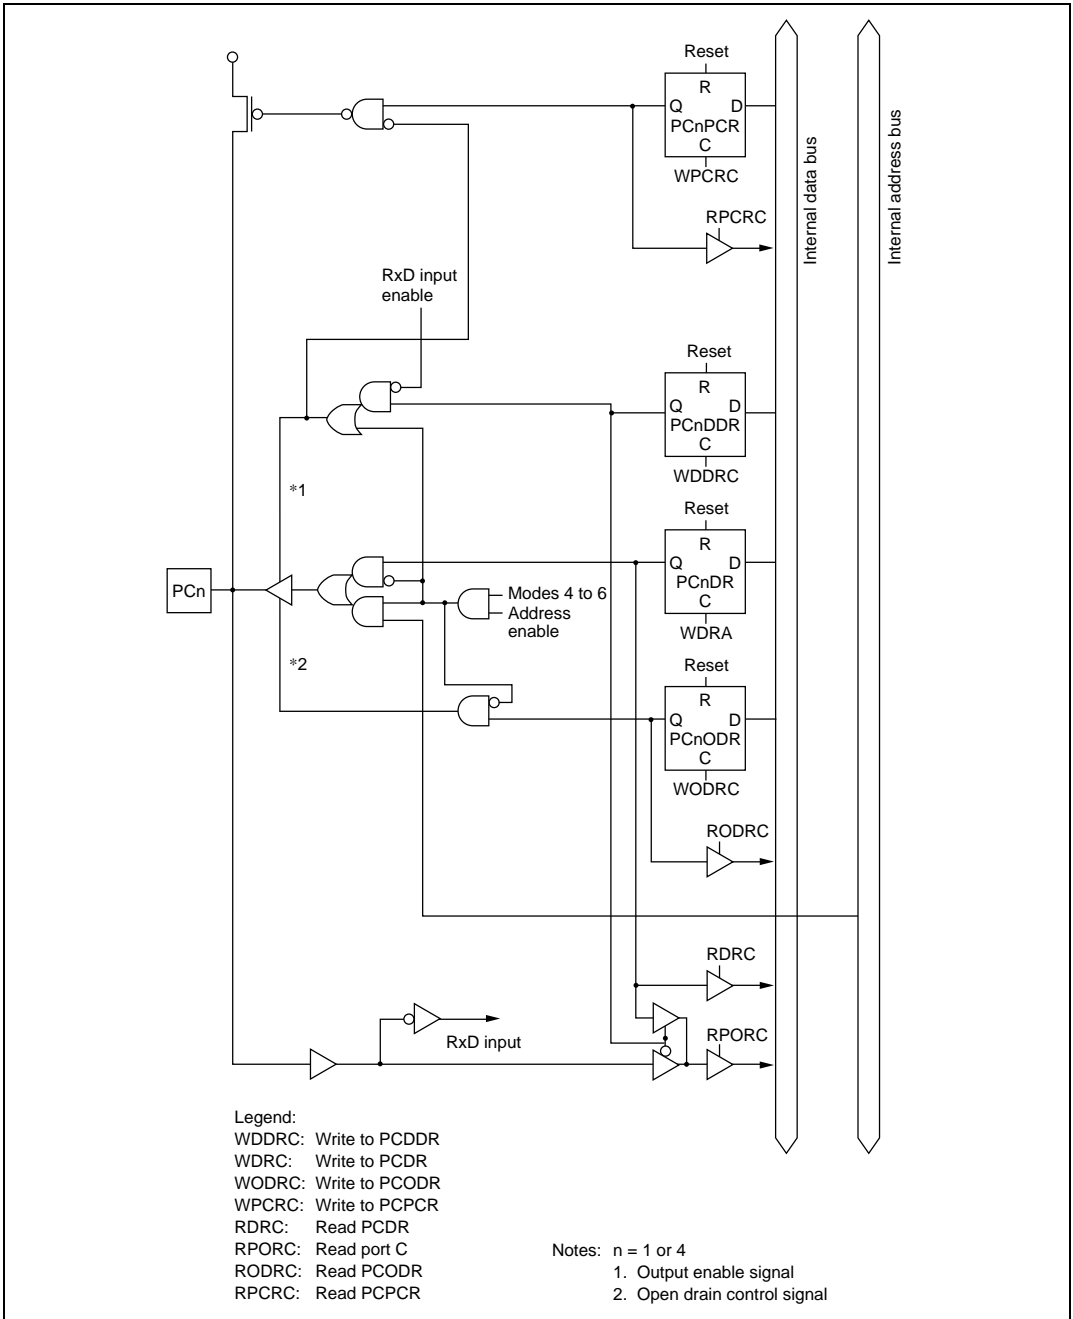 Reset
R
Q D
PCnPCR
C
WPCRC
RPCRC
Internal data bus
Internal address bus
RxD input
enable
Reset
R
Q D
PCnDDR
C
WDDRC
*1
Reset
R
Q D
PCnDR
C
WDRA
PCn
Modes 4 to 6
Address
enable
*2
Reset
R
Q D
PCnODR
C
WODRC
RODRC
RDRC
RxD input
RPORC
Legend:
WDDRC: Write to PCDDR
WDRC: Write to PCDR
WODRC: Write to PCODR
WPCRC: Write to PCPCR
RDRC: Read PCDR
RPORC: Read port C
RODRC: Read PCODR
RPCRC: Read PCPCR
Notes: n = 1 or 4
1. Output enable signal
2. Open drain control signal